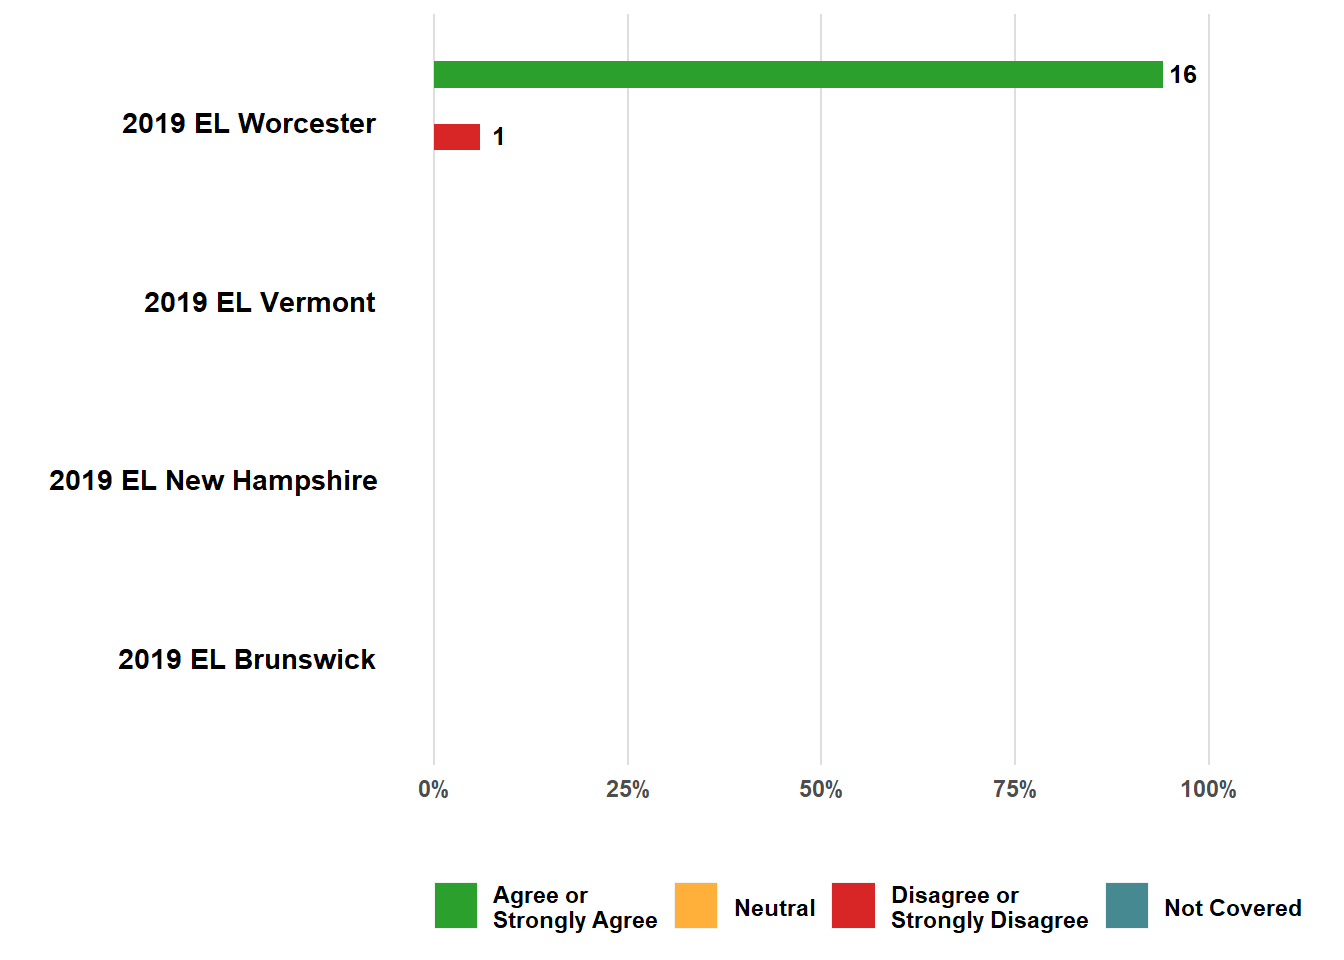 16
2019 EL Worcester
1
2019 EL Vermont
2019 EL New Hampshire
2019 EL Brunswick
0% 25% 50% 75% 100%
Agree or
Strongly Agree
Neutral
Disagree or
Strongly Disagree
Not Covered